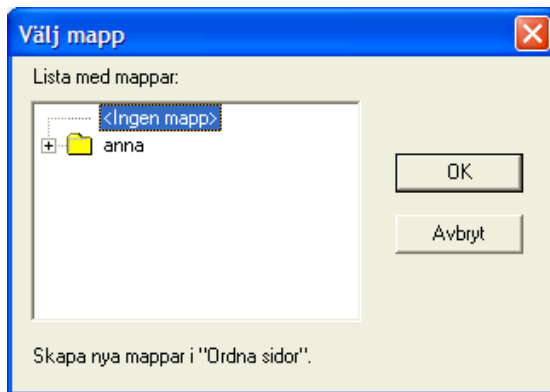 Välj mapp
Lista med mappar:
<Ingen mapp>
anna
OK
Avbryt
Skapa nya mappar i "Ordna sidor".